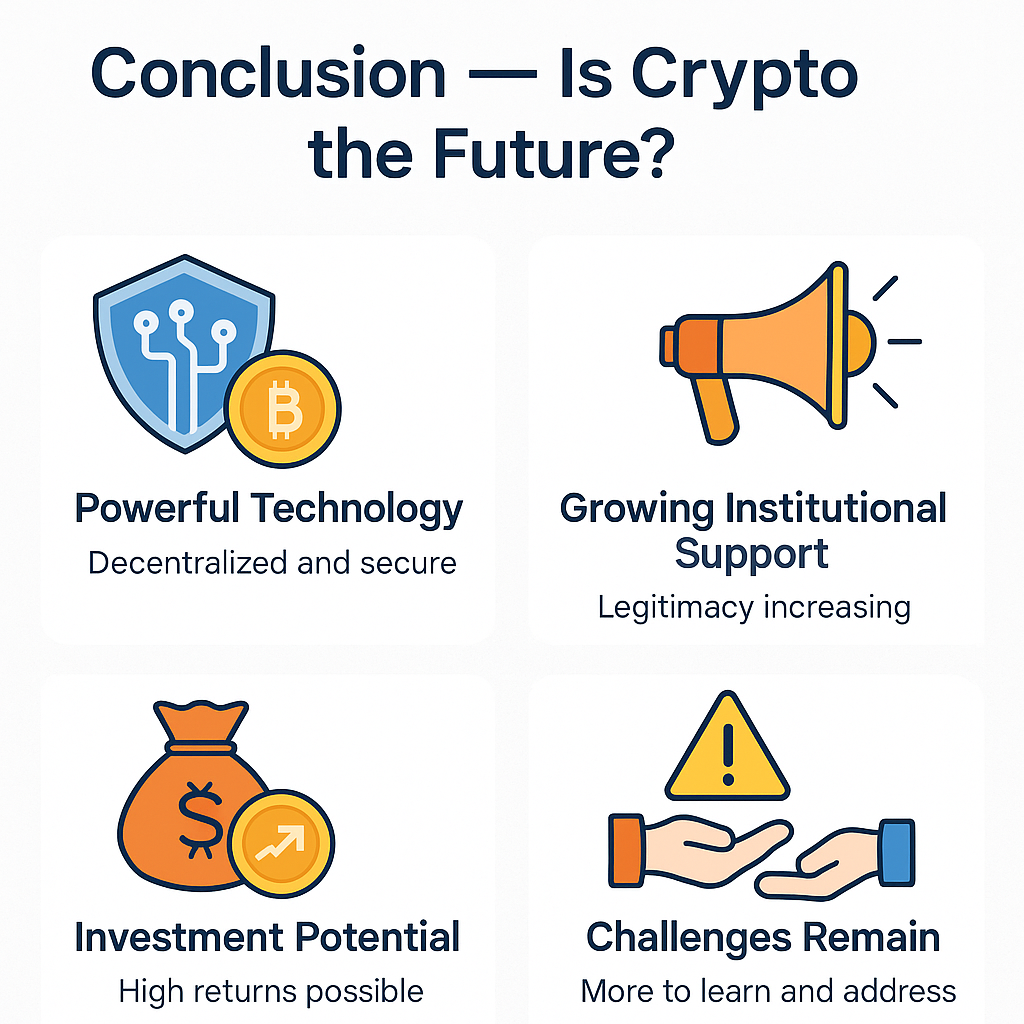 Conclusion — Is Crypto
the Future?
Powerful Technology
Decentralized and secure
Growing Institutional
Support
Legitimacy increasing
Investment Potential
High returns possible
Challenges Remain
More to learn and address